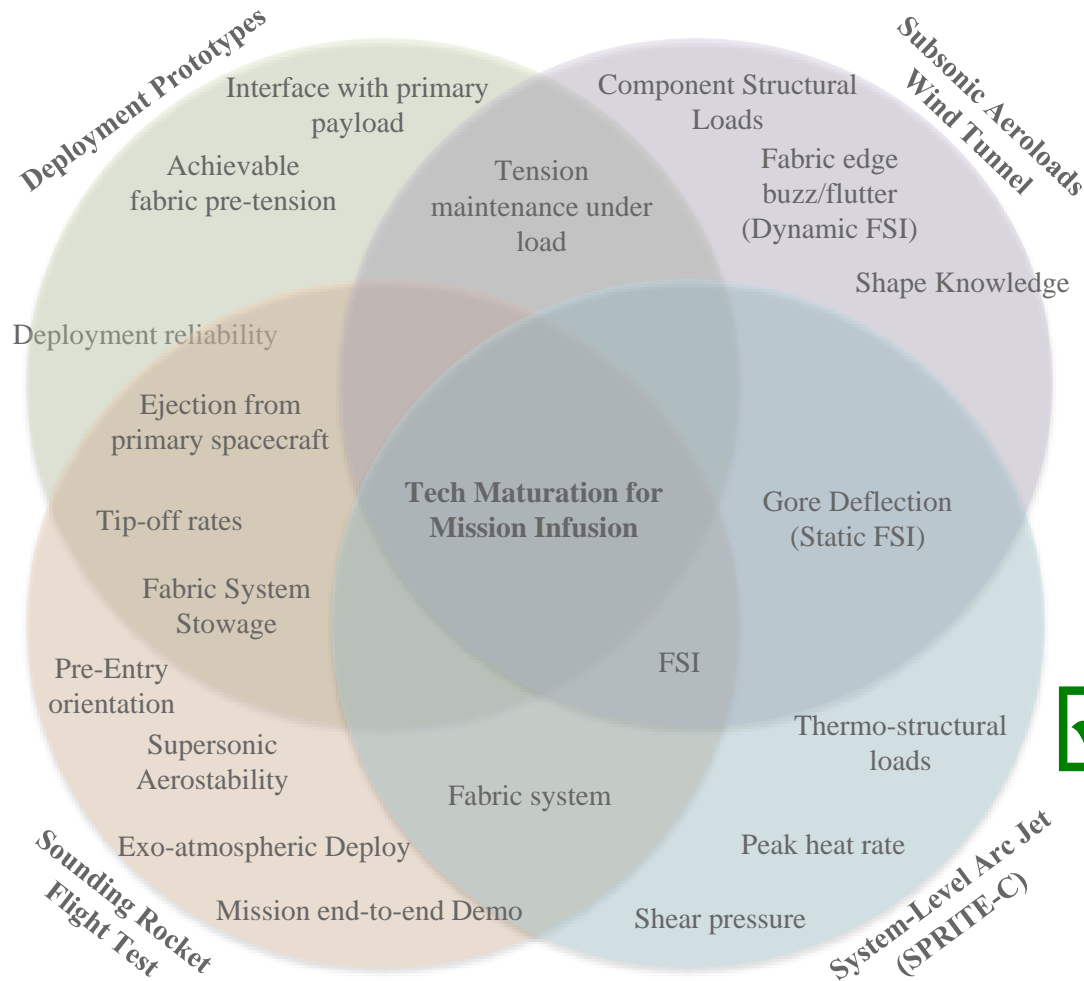 Deployment Prototypes
Subsonic Aeroloads
Wind Tunnel
Interface with primary
payload
Component Structural
Loads
Achievable
fabric pre-tension
Tension
maintenance under
load
Fabric edge
buzz/flutter
(Dynamic FSI)
Shape Knowledge
Deployment reliability
Ejection from
primary spacecraft
Tech Maturation for
Mission Infusion
Gore Deflection
(Static FSI)
Tip-off rates
Fabric System
Stowage
FSI
Pre-Entry
orientation
Thermo-structural
loads
Supersonic
Aerostability
Fabric system
Exo-atmospheric Deploy
Peak heat rate
Mission end-to-end Demo
Shear pressure
Sounding Rocket
Flight Test
System-Level Arc Jet
(SPRITE-C)